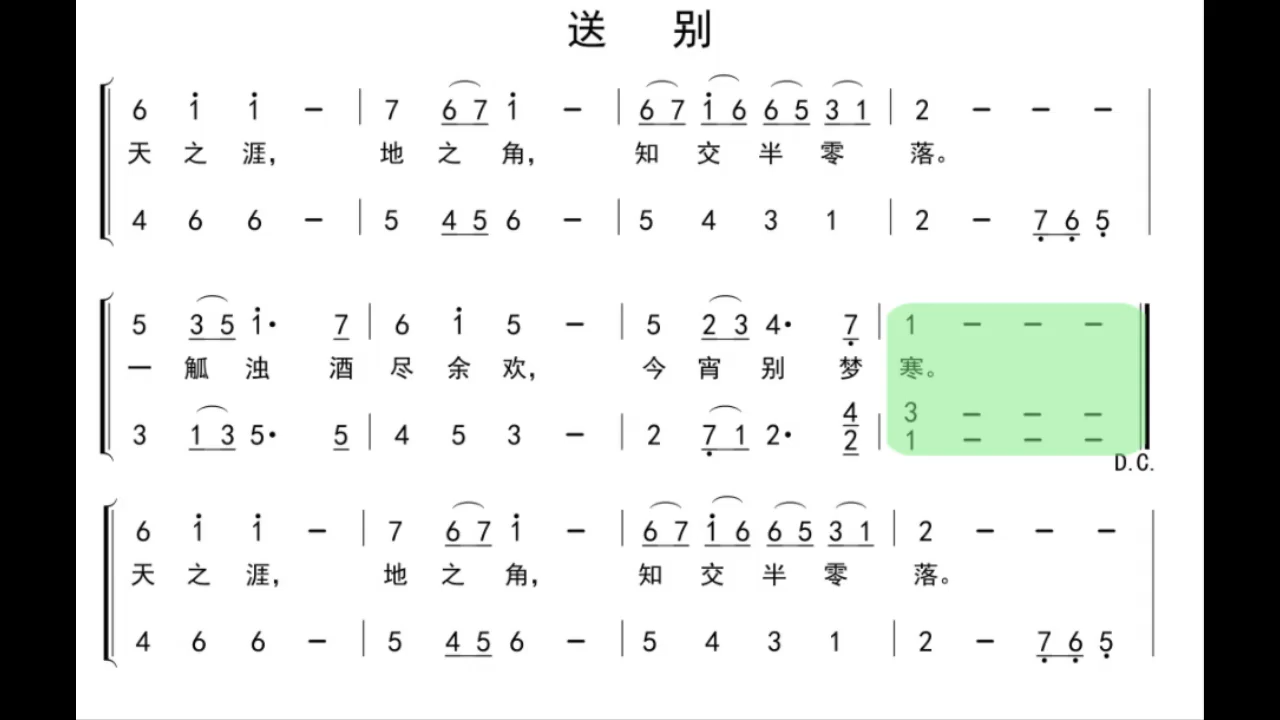 送 别
6 i̇ i̇ - | 7 6 7 i̇ - | 6 7 i̇ 6 6 5 3 1 | 2 - - - |
天 之 涯， 地 之 角， 知 交 半 零 落。
4 6 6 - | 5 4 5 6 - | 5 4 3 1 | 2 - 7̣ 6̣ 5̣ |
5 3 5 i̇· 7 | 6 i̇ 5 - | 5 2 3 4· 7̣ | 1 - - - |
一 觚 浊 酒 尽 余 欢， 今 宵 别 梦 寒。
4 3 - - -
3 1 3 5· 5 | 4 5 3 - | 2 7̣ 1 2· 2 | 1 - - - |
D.C.
6 i̇ i̇ - | 7 6 7 i̇ - | 6 7 i̇ 6 6 5 3 1 | 2 - - - |
天 之 涯， 地 之 角， 知 交 半 零 落。
4 6 6 - | 5 4 5 6 - | 5 4 3 1 | 2 - 7̣ 6̣ 5̣ |